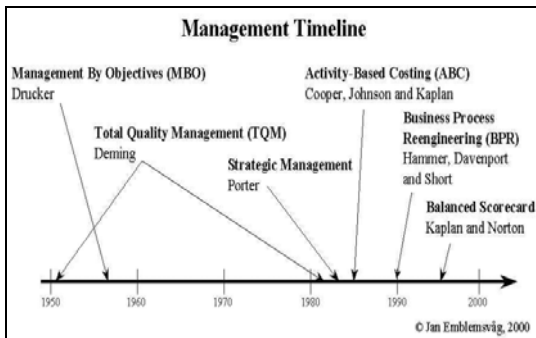 Management Timeline
Management By Objectives (MBO)
Drucker
Activity-Based Costing (ABC)
Cooper, Johnson and Kaplan
Total Quality Management (TQM)
Deming
Business Process
Reengineering (BPR)
Hammer, Davenport
and Short
Strategic Management
Porter
Balanced Scorecard
Kaplan and Norton
1950 1960 1970 1980 1990 2000
© Jan Emblemsvåg, 2000